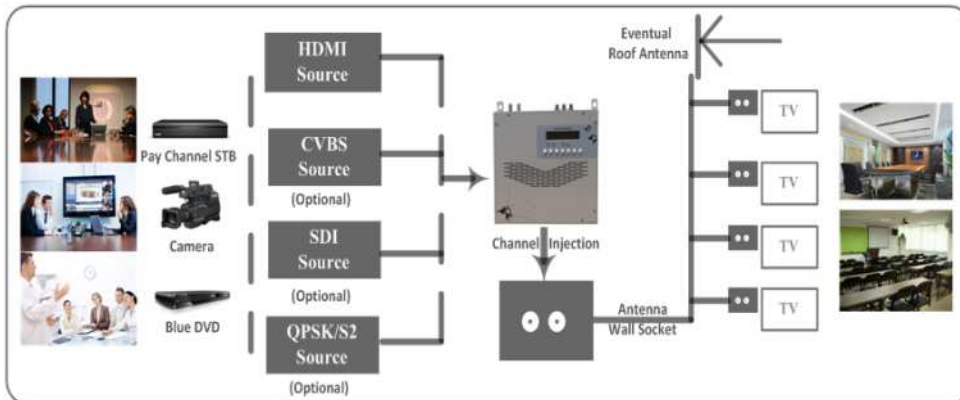 HDMI
Source
Pay Channel STB
CVBS
Source
(Optional)
Camera
SDI
Source
(Optional)
Blue DVD
QPSK/S2
Source
(Optional)
Channel Injection
Antenna
Wall Socket
Eventual
Roof Antenna
TV
TV
TV
TV